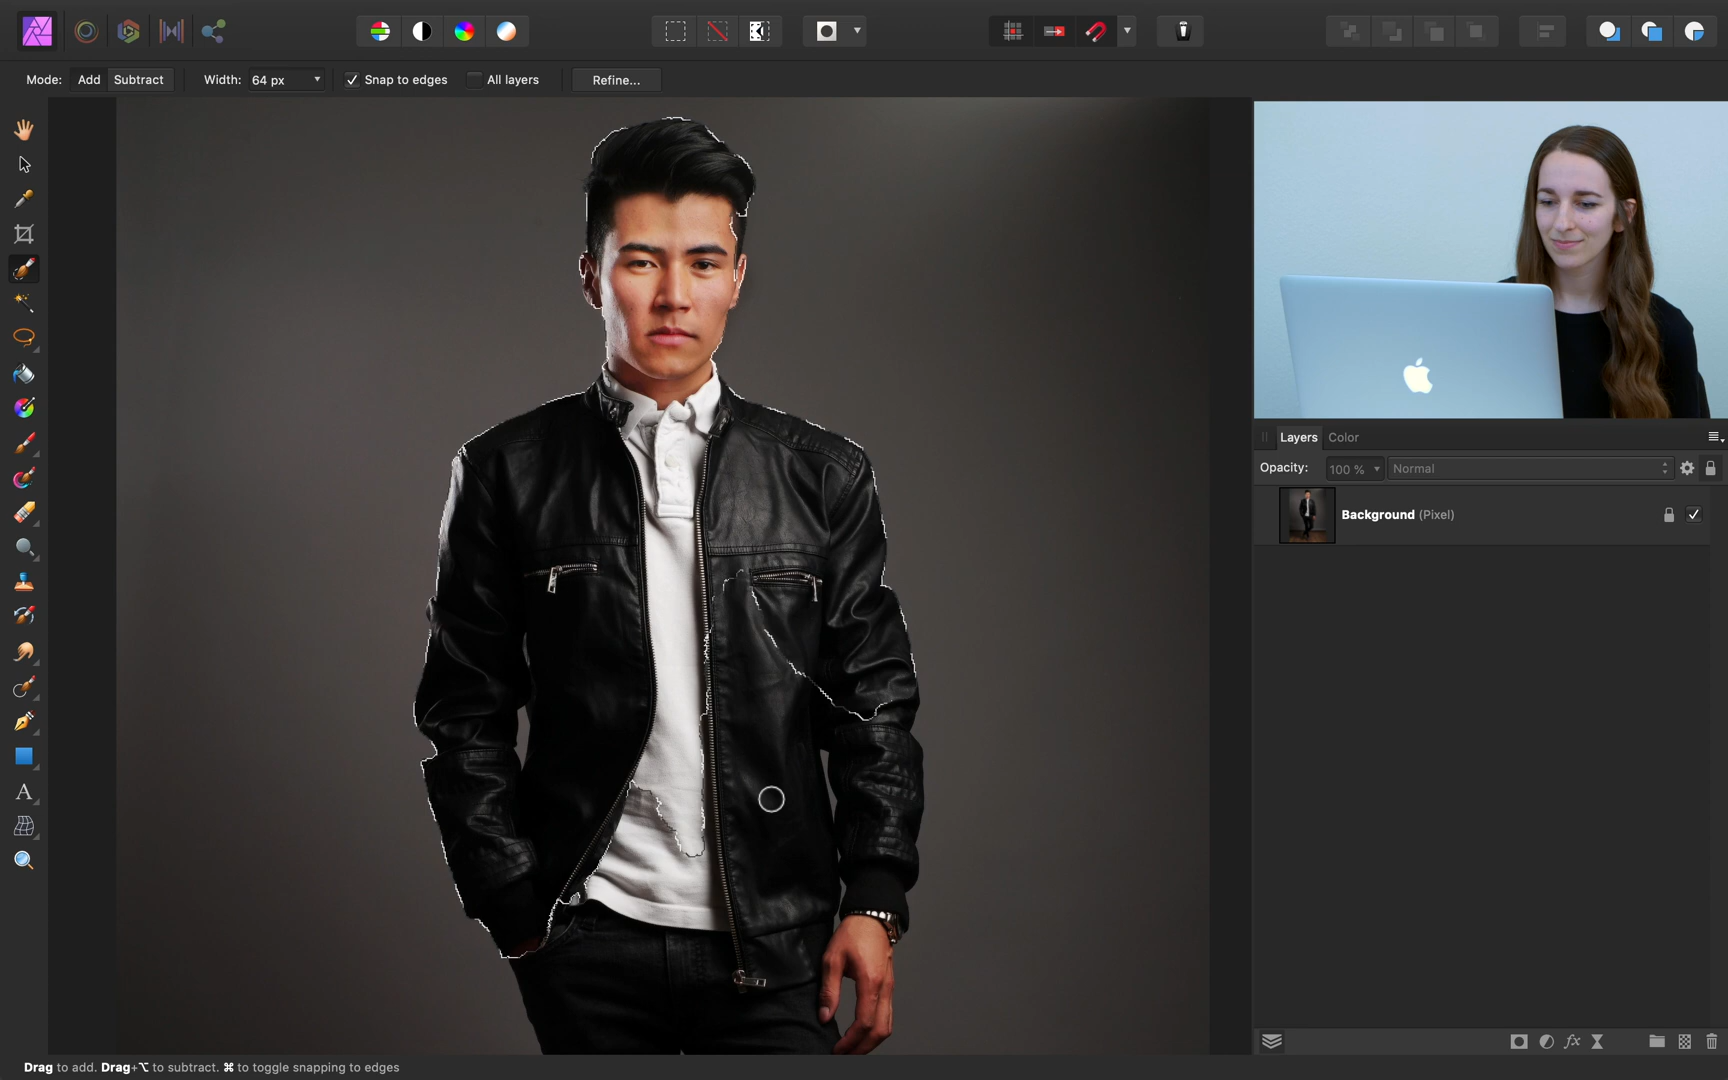 Mode: Add Subtract Width: 64 px Snap to edges All layers Refine...
Layers Color
Opacity: 100 % Normal
Background (Pixel)
A
fx
Drag to add. Drag+⌥ to subtract. ⌘ to toggle snapping to edges